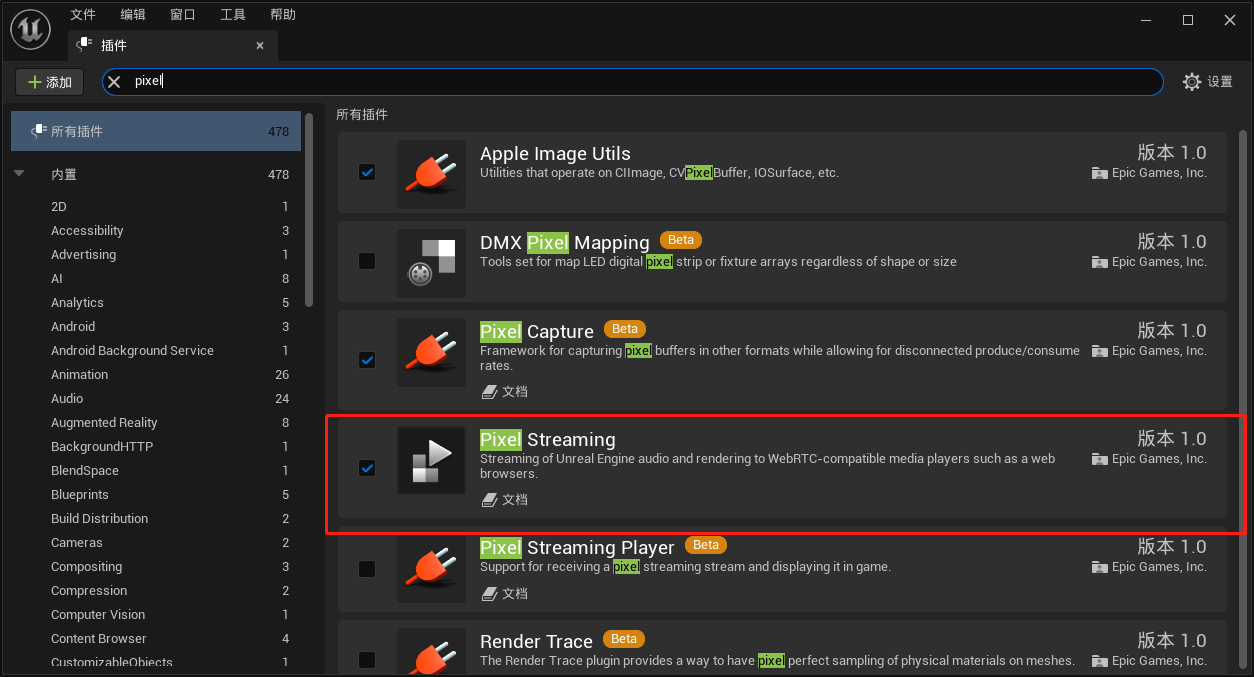 文件 编辑 窗口 工具 帮助
插件
添加
pixel
设置
所有插件 478
内置 478
2D 1
Accessibility 3
Advertising 1
AI 8
Analytics 5
Android 3
Android Background Service 1
Animation 26
Audio 24
Augmented Reality 8
BackgroundHTTP 1
BlendSpace 1
Blueprints 5
Build Distribution 2
Cameras 2
Compositing 3
Compression 2
Computer Vision 1
Content Browser 4
CustomizableObjects 1
所有插件
Apple Image Utils 版本 1.0
Utilities that operate on CIImage, CVPixelBuffer, IOSurface, etc. Epic Games, Inc.
DMX Pixel Mapping Beta 版本 1.0
Tools set for map LED digital pixel strip or fixture arrays regardless of shape or size Epic Games, Inc.
Pixel Capture Beta 版本 1.0
Framework for capturing pixel buffers in other formats while allowing for disconnected produce/consume Epic Games, Inc.
rates.
文档
Pixel Streaming 版本 1.0
Streaming of Unreal Engine audio and rendering to WebRTC-compatible media players such as a web Epic Games, Inc.
browsers.
文档
Pixel Streaming Player Beta 版本 1.0
Support for receiving a pixel streaming stream and displaying it in game. Epic Games, Inc.
文档
Render Trace Beta 版本 1.0
The Render Trace plugin provides a way to have pixel perfect sampling of physical materials on meshes. Epic Games, Inc.